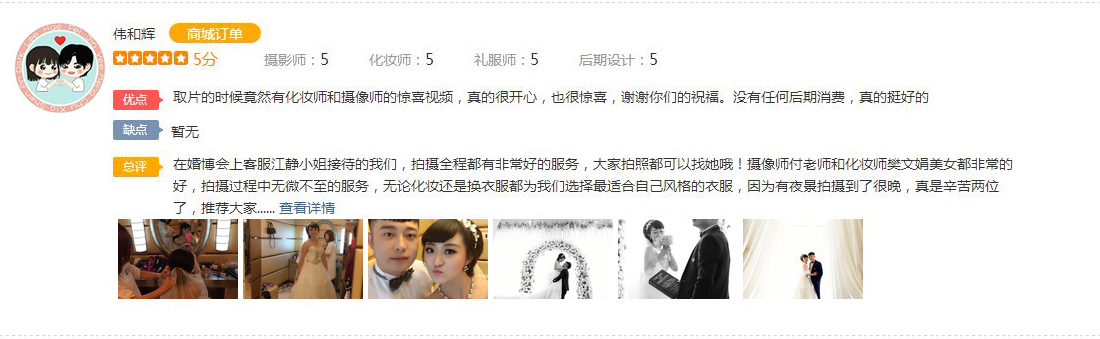 伟和辉 商城订单
5分 摄影师：5 化妆师：5 礼服师：5 后期设计：5
优点 取片的时候竟然有化妆师和摄像师的惊喜视频，真的很开心，也很惊喜，谢谢你们的祝福。没有任何后期消费，真的挺好的
缺点 暂无
总评 在婚博会上客服江静小姐接待的我们，拍摄全程都有非常好的服务，大家拍照都可以找她哦！摄像师付老师和化妆师樊文娟美女都非常的
好，拍摄过程中无微不至的服务，无论化妆还是换衣服都为我们选择最适合自己风格的衣服，因为有夜景拍摄到了很晚，真是辛苦两位
了，推荐大家...... 查看详情